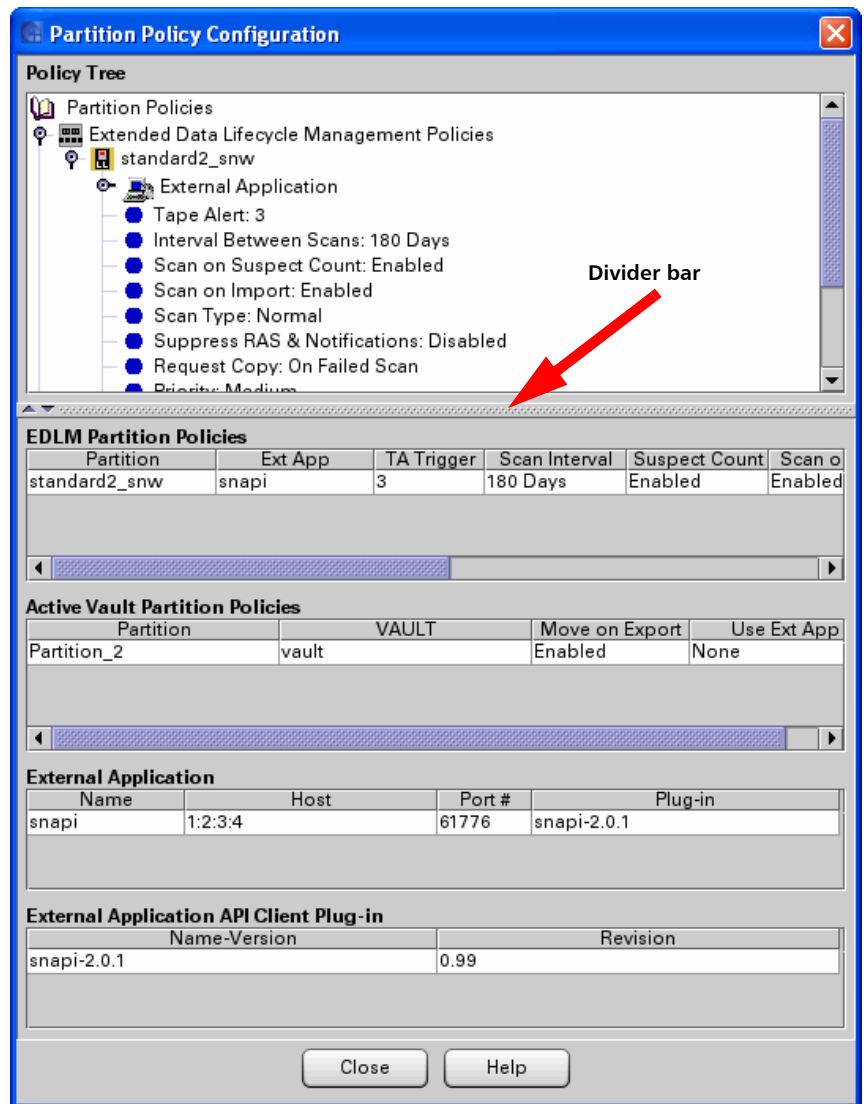 Partition Policy Configuration
Policy Tree
Partition Policies
Extended Data Lifecycle Management Policies
standard2_snw
External Application
Tape Alert: 3
Interval Between Scans: 180 Days
Scan on Suspect Count: Enabled
Divider bar
Scan on Import: Enabled
Scan Type: Normal
Suppress RAS & Notifications: Disabled
Request Copy: On Failed Scan
Priority: Medium
EDLM Partition Policies
Partition Ext App TA Trigger Scan Interval Suspect Count Scan o
standard2_snw snapi 3 180 Days Enabled Enabled
Active Vault Partition Policies
Partition VAULT Move on Export Use Ext App
Partition_2 vault Enabled None
External Application
Name Host Port # Plug-in
snapi 1:2:3:4 61776 snapi-2.0.1
External Application API Client Plug-in
Name-Version Revision
snapi-2.0.1 0.99
Close Help